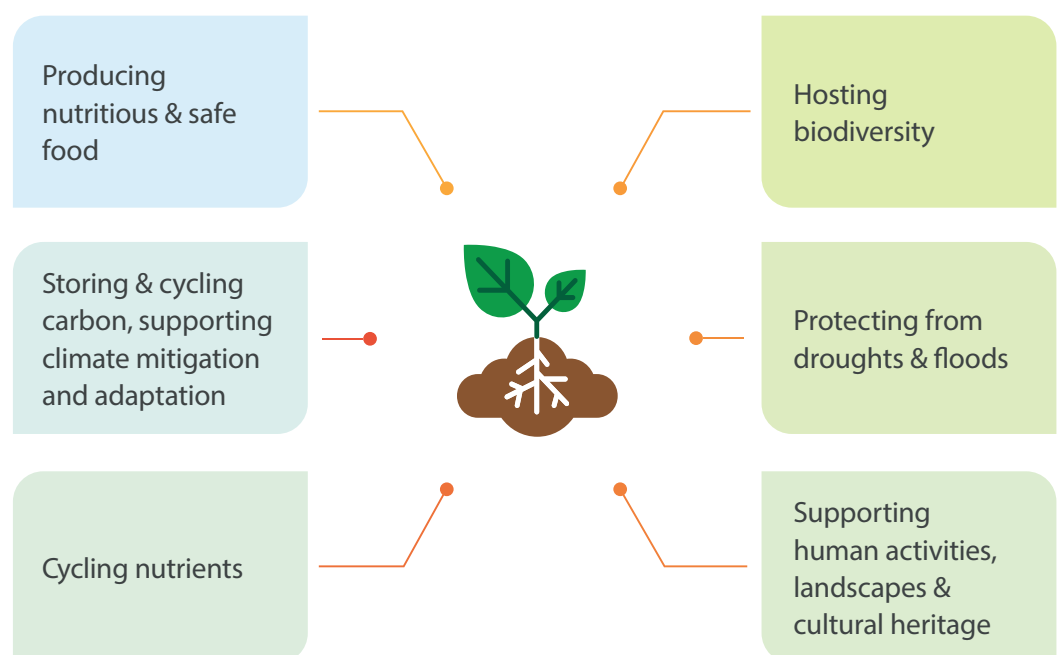 Producing
nutritious & safe
food
Hosting
biodiversity
Storing & cycling
carbon, supporting
climate mitigation
and adaptation
Protecting from
droughts & floods
Cycling nutrients
Supporting
human activities,
landscapes &
cultural heritage